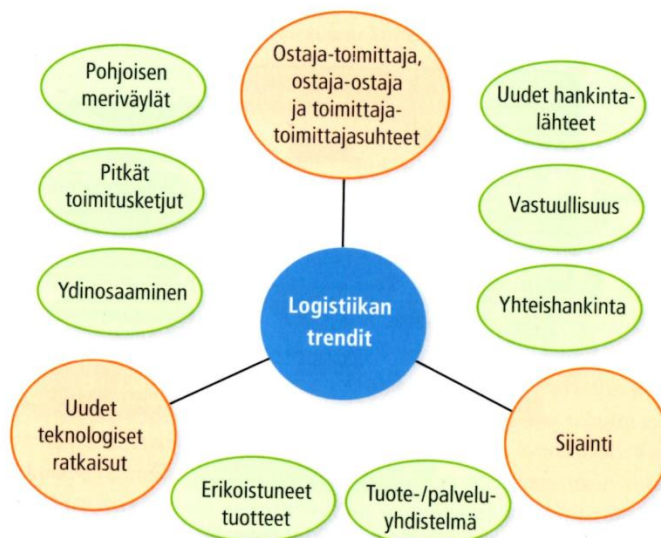 Ostaja-toimittaja,
ostaja-ostaja
ja toimittaja-
toimittajasuhteet
Pohjoisen
meriväylät
Uudet hankinta-
lähteet
Pitkät
toimitusketjut
Vastuullisuus
Ydinosaaminen
Yhteishankinta
Logistiikan
trendit
Uudet
teknologiset
ratkaisut
Sijainti
Erikoistuneet
tuotteet
Tuote-/palvelu-
yhdistelmä